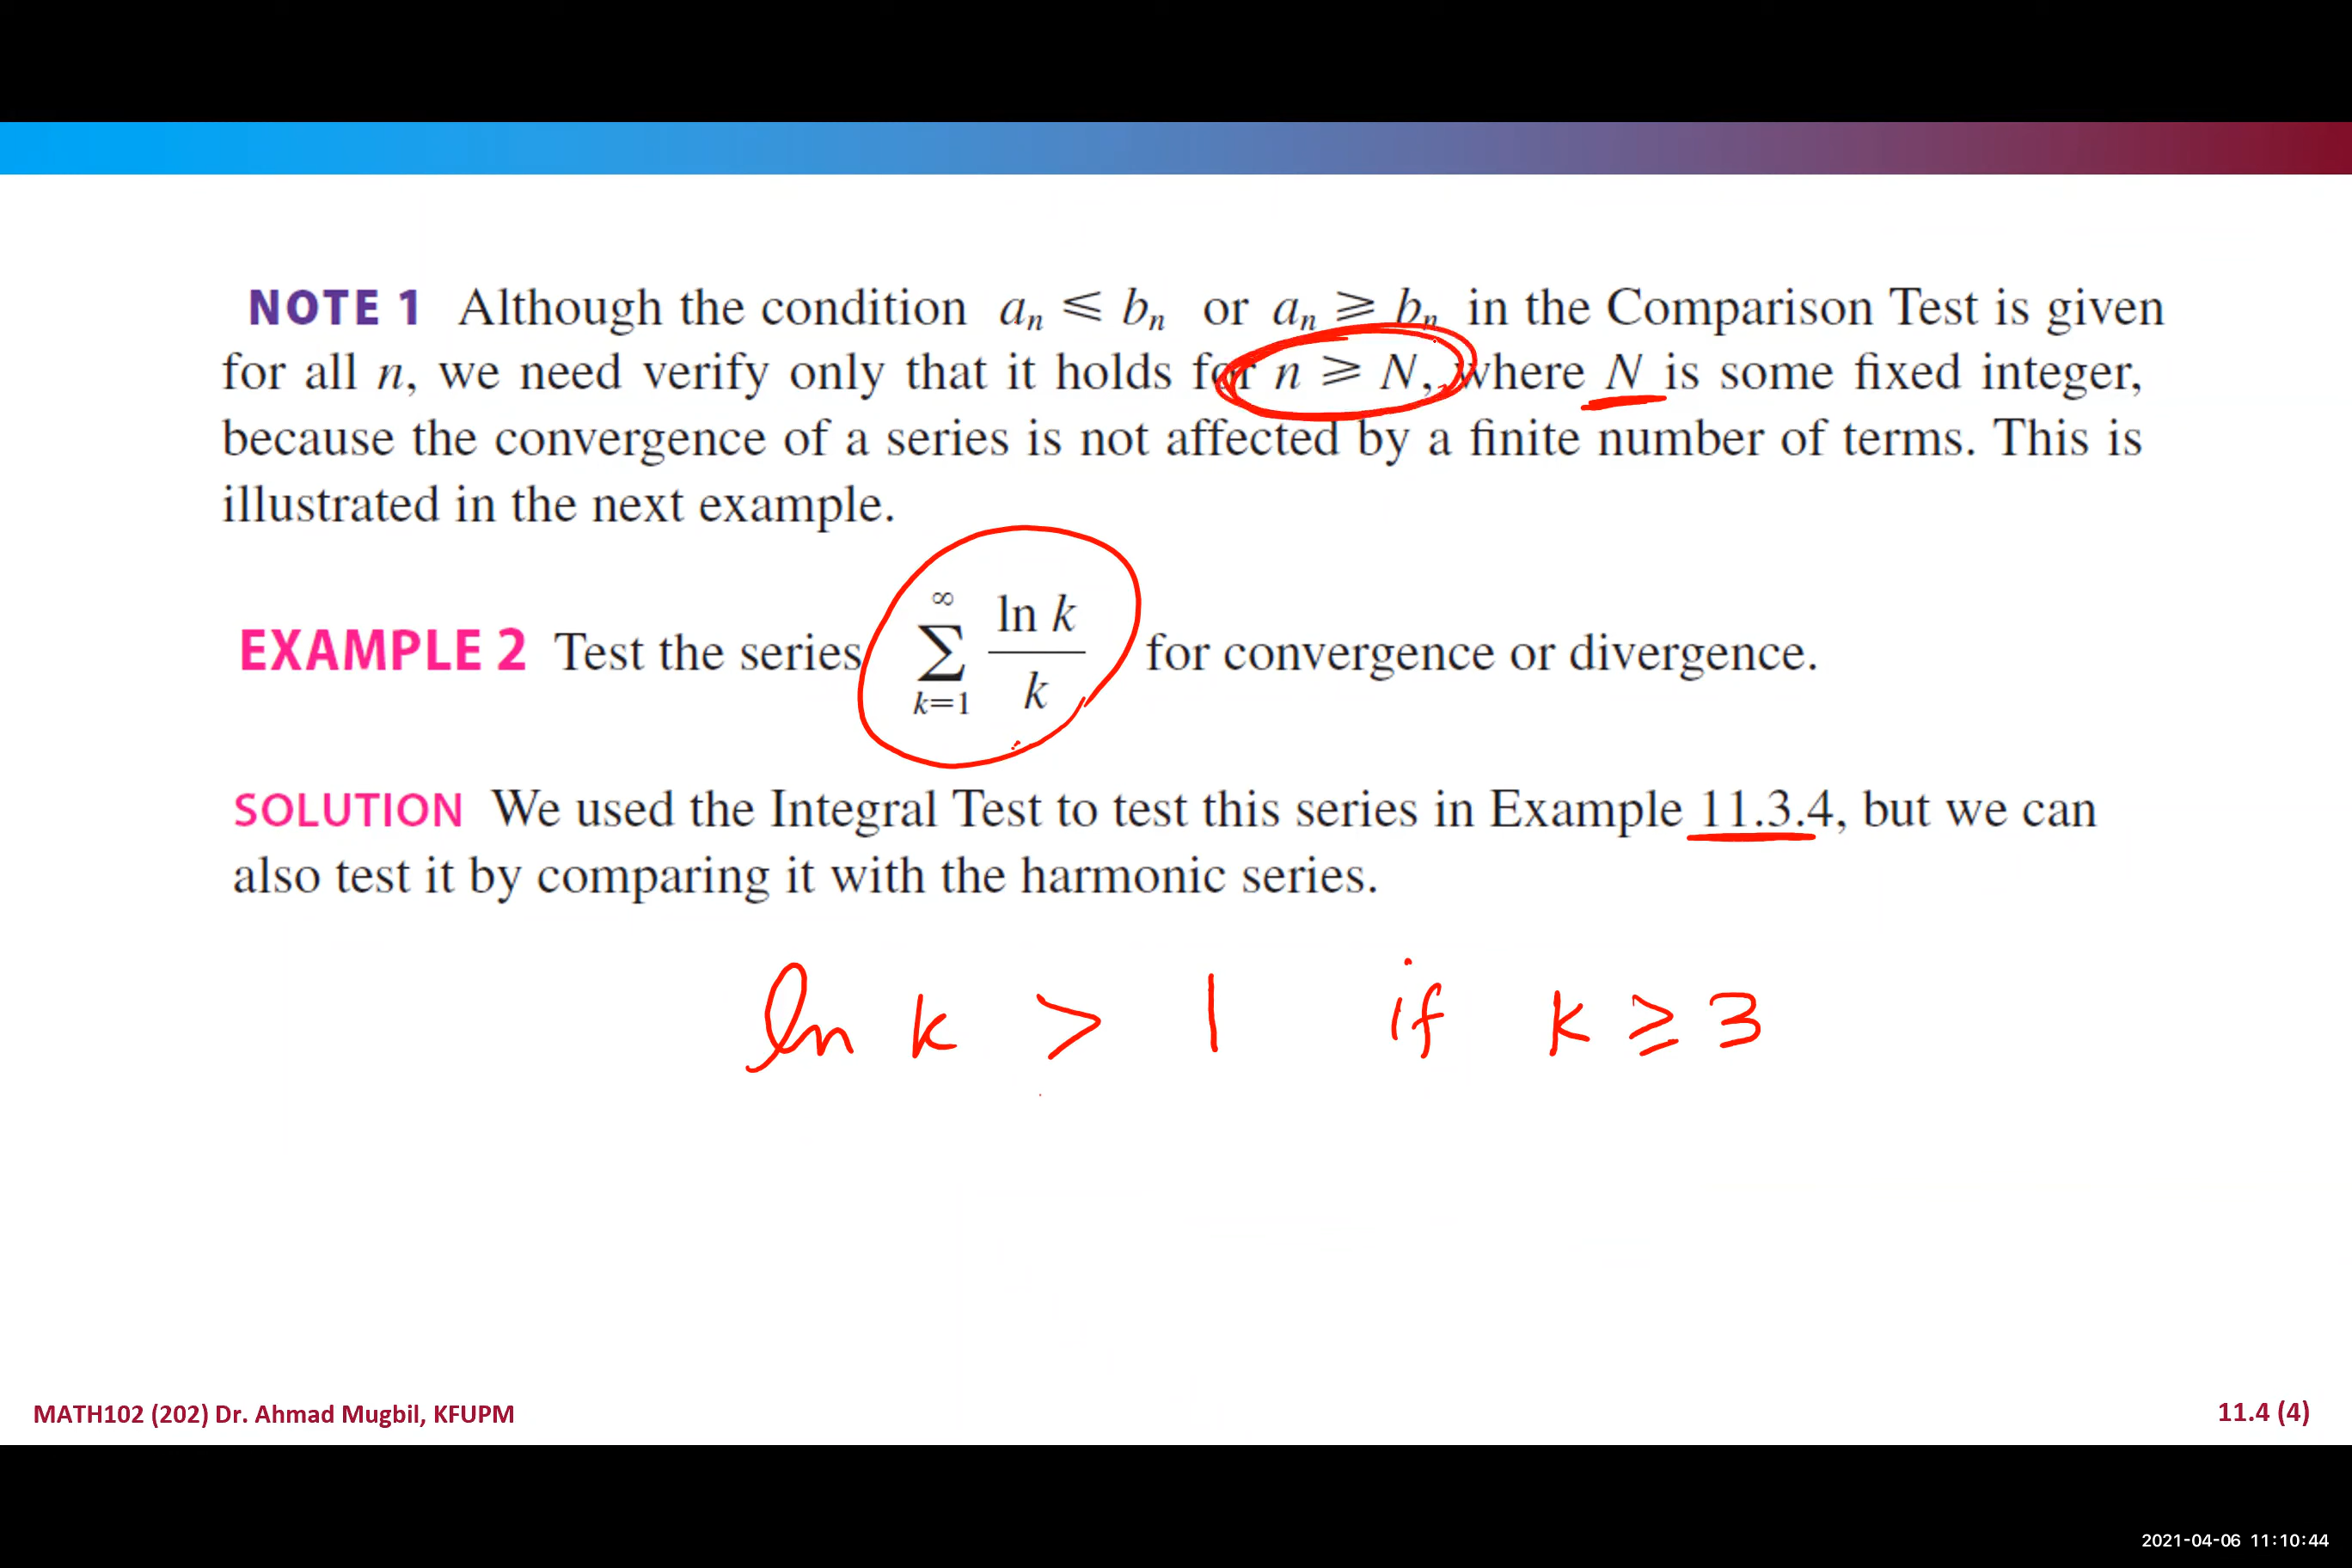 NOTE 1 Although the condition aₙ ⩽ bₙ or aₙ ⩾ bₙ in the Comparison Test is given
for all n, we need verify only that it holds for n ⩾ N, where N is some fixed integer,
because the convergence of a series is not affected by a finite number of terms. This is
illustrated in the next example.
EXAMPLE 2 Test the series ∑_{k=1}^{∞} (ln k)/k for convergence or divergence.
SOLUTION We used the Integral Test to test this series in Example 11.3.4, but we can
also test it by comparing it with the harmonic series.
ln k > 1 if k ≥ 3
MATH102 (202) Dr. Ahmad Mugbil, KFUPM
11.4 (4)
2021-04-06 11:10:44